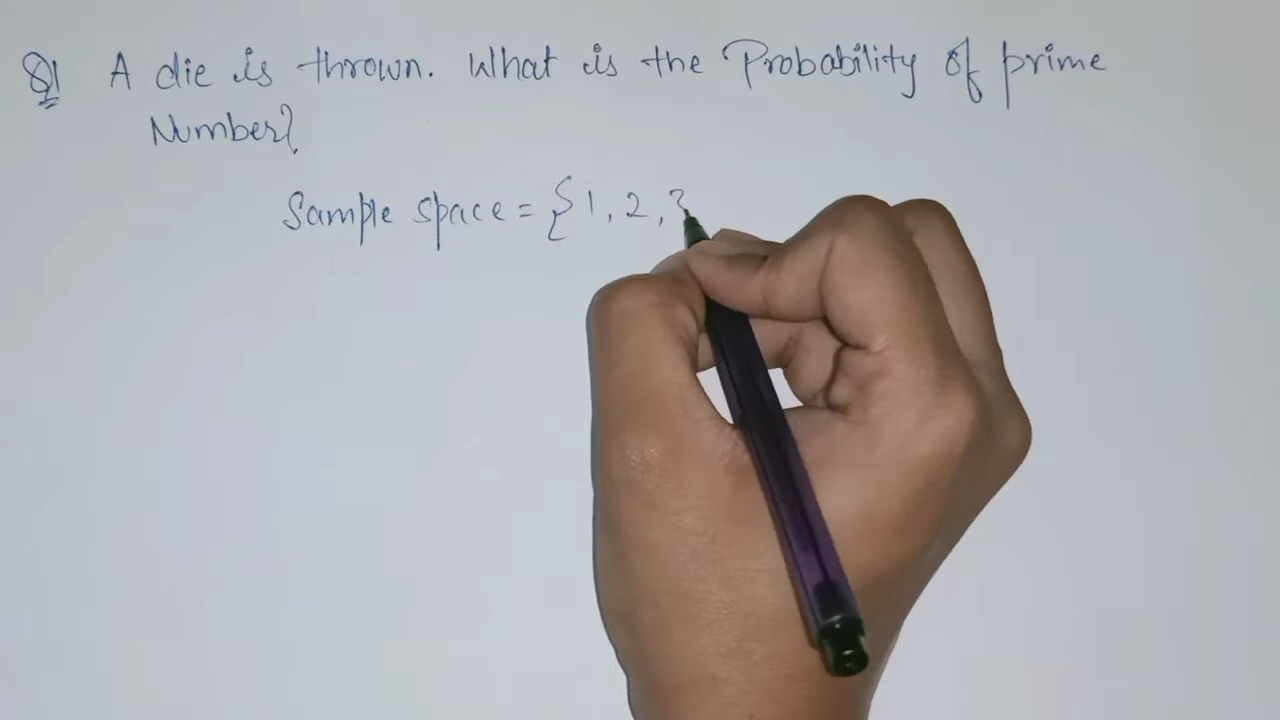 Q1 A die is thrown. What is the Probability of prime
Number?
Sample space = { 1, 2, 3